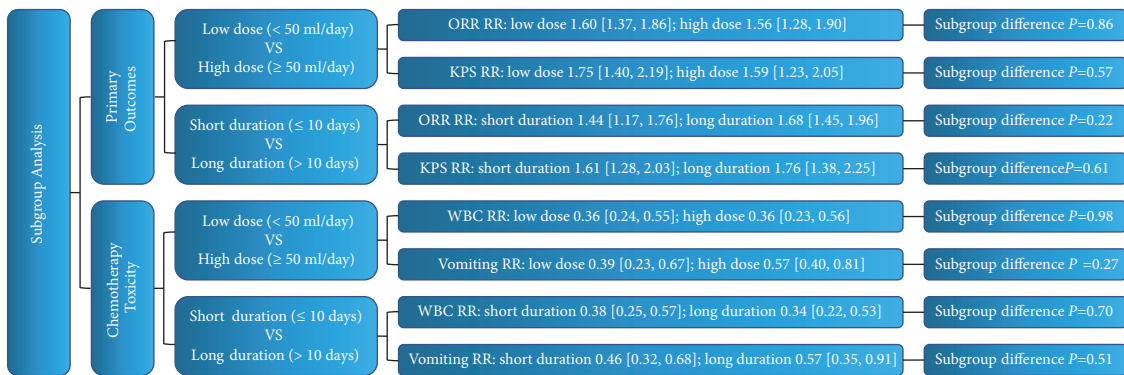 Subgroup Analysis
Primary
Outcomes
Low dose (< 50 ml/day)
VS
High dose (≥ 50 ml/day)
ORR RR: low dose 1.60 [1.37, 1.86]; high dose 1.56 [1.28, 1.90]
Subgroup difference P=0.86
KPS RR: low dose 1.75 [1.40, 2.19]; high dose 1.59 [1.23, 2.05]
Subgroup difference P=0.57
Short duration (≤ 10 days)
VS
Long duration (> 10 days)
ORR RR: short duration 1.44 [1.17, 1.76]; long duration 1.68 [1.45, 1.96]
Subgroup difference P=0.22
KPS RR: short duration 1.61 [1.28, 2.03]; long duration 1.76 [1.38, 2.25]
Subgroup differenceP=0.61
Chemotherapy
Toxicity
Low dose (< 50 ml/day)
VS
High dose (≥ 50 ml/day)
WBC RR: low dose 0.36 [0.24, 0.55]; high dose 0.36 [0.23, 0.56]
Subgroup difference P=0.98
Vomiting RR: low dose 0.39 [0.23, 0.67]; high dose 0.57 [0.40, 0.81]
Subgroup difference P =0.27
Short duration (≤ 10 days)
VS
Long duration (> 10 days)
WBC RR: short duration 0.38 [0.25, 0.57]; long duration 0.34 [0.22, 0.53]
Subgroup difference P=0.70
Vomiting RR: short duration 0.46 [0.32, 0.68]; long duration 0.57 [0.35, 0.91]
Subgroup difference P=0.51